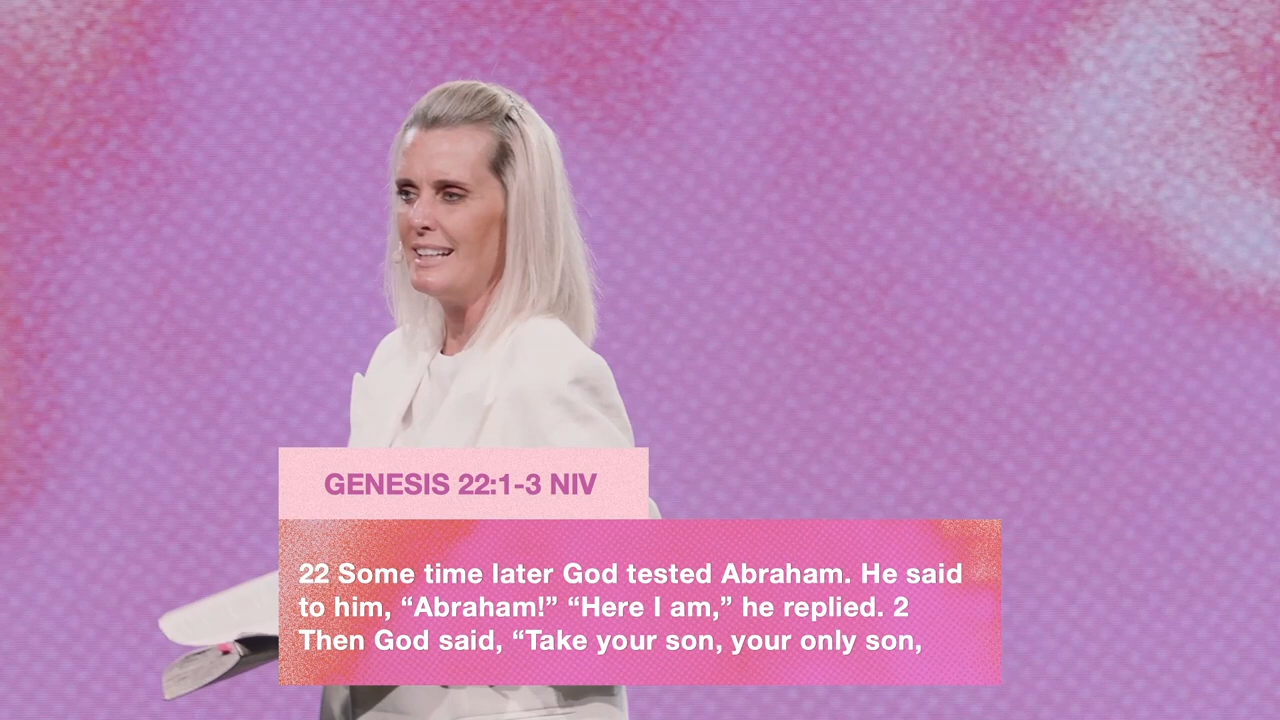 GENESIS 22:1-3 NIV
22 Some time later God tested Abraham. He said
to him, “Abraham!” “Here I am,” he replied. 2
Then God said, “Take your son, your only son,